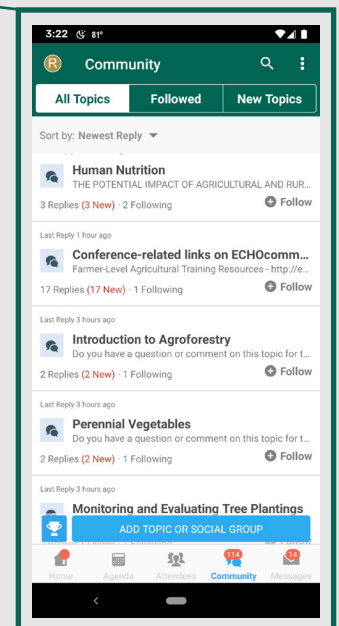 3:22 81°
R Community
All Topics Followed New Topics
Sort by: Newest Reply
Human Nutrition
THE POTENTIAL IMPACT OF AGRICULTURAL AND RUR...
3 Replies (3 New) · 2 Following Follow
Last Reply 1 hour ago
Conference-related links on ECHOcomm...
Farmer-Level Agricultural Training Resources - http://e...
17 Replies (17 New) · 1 Following Follow
Last Reply 3 hours ago
Introduction to Agroforestry
Do you have a question or comment on this topic for t...
2 Replies (2 New) · 1 Following Follow
Last Reply 3 hours ago
Perennial Vegetables
Do you have a question or comment on this topic for t...
2 Replies (2 New) · 1 Following Follow
Last Reply 3 hours ago
Monitoring and Evaluating Tree Plantings
ADD TOPIC OR SOCIAL GROUP
114 14
Home Agenda Attendees Community Messages